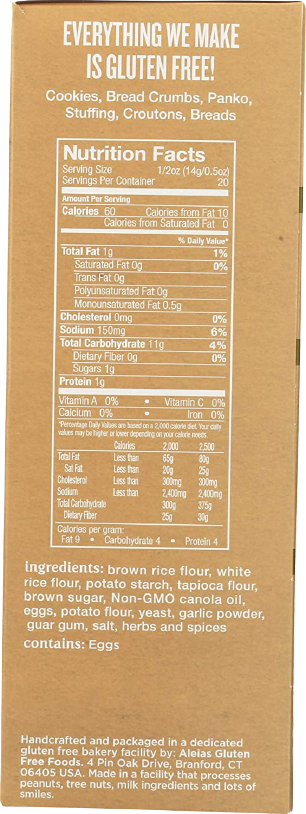 EVERYTHING WE MAKE
IS GLUTEN FREE!
Cookies, Bread Crumbs, Panko,
Stuffing, Croutons, Breads
Nutrition Facts
Serving Size 1/2oz (14g/0.5oz)
Servings Per Container 20
Amount Per Serving
Calories 60 Calories from Fat 10
Calories from Saturated Fat 0
% Daily Value*
Total Fat 1g 1%
Saturated Fat 0g 0%
Trans Fat 0g
Polyunsaturated Fat 0g
Monounsaturated Fat 0.5g
Cholesterol 0mg 0%
Sodium 150mg 6%
Total Carbohydrate 11g 4%
Dietary Fiber 0g 0%
Sugars 1g
Protein 1g
Vitamin A 0% • Vitamin C 0%
Calcium 0% • Iron 0%
*Percentage Daily Values are based on a 2,000 calorie diet. Your daily
values may be higher or lower depending on your calorie needs.
Calories 2,000 2,500
Total Fat Less than 65g 80g
Sat Fat Less than 20g 25g
Cholesterol Less than 300mg 300mg
Sodium Less than 2,400mg 2,400mg
Total Carbohydrate 300g 375g
Dietary Fiber 25g 30g
Calories per gram:
Fat 9 • Carbohydrate 4 • Protein 4
ingredients: brown rice flour, white
rice flour, potato starch, tapioca flour,
brown sugar, Non-GMO canola oil,
eggs, potato flour, yeast, garlic powder,
guar gum, salt, herbs and spices
contains: Eggs
Handcrafted and packaged in a dedicated
gluten free bakery facility by: Aleias Gluten
Free Foods. 4 Pin Oak Drive, Branford, CT
06405 USA. Made in a facility that processes
peanuts, tree nuts, milk ingredients and lots of
smiles.